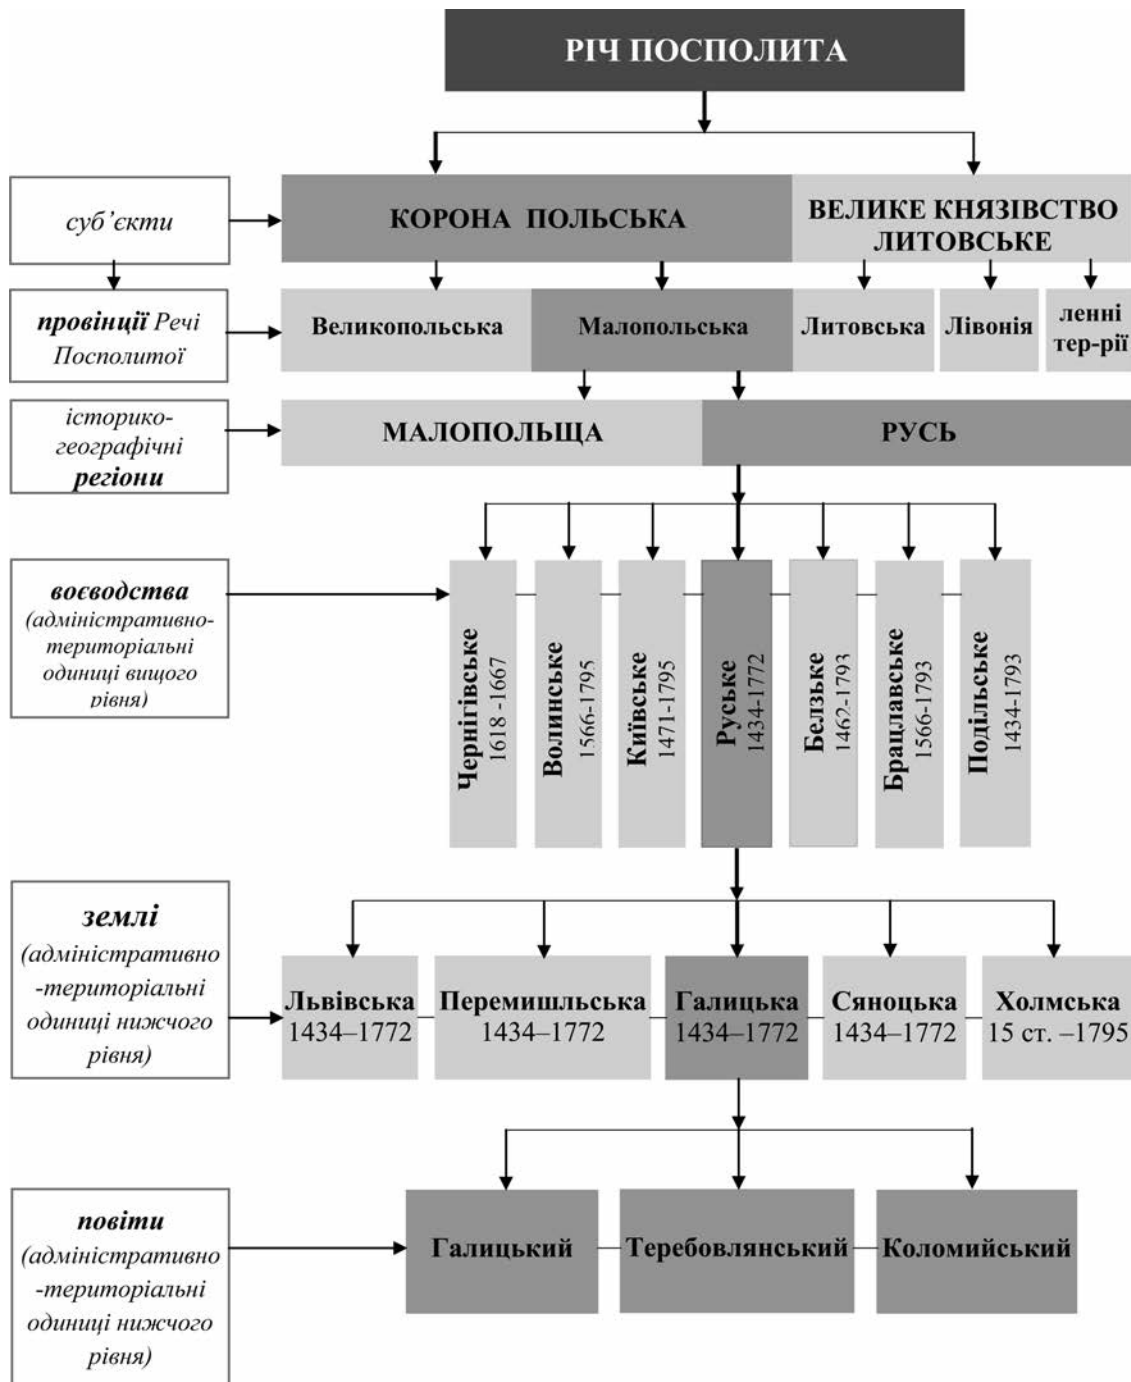 РІЧ ПОСПОЛИТА
суб’єкти
КОРОНА ПОЛЬСЬКА
ВЕЛИКЕ КНЯЗІВСТВО
ЛИТОВСЬКЕ
провінції Речі
Посполитої
Великопольська
Малопольська
Литовська
Лівонія
ленні
тер-рії
історико-
географічні
регіони
МАЛОПОЛЬЩА
РУСЬ
воєводства
(адміністративно-
територіальні
одиниці вищого
рівня)
Чернігівське
1618 -1667
Волинське
1566-1795
Київське
1471-1795
Руське
1434-1772
Белзьке
1462-1793
Брацлавське
1566-1793
Подільське
1434-1793
землі
(адміністративно
-територіальні
одиниці нижчого
рівня)
Львівська
1434–1772
Перемишльська
1434–1772
Галицька
1434–1772
Сяноцька
1434–1772
Холмська
15 ст. –1795
повіти
(адміністративно
-територіальні
одиниці нижчого
рівня)
Галицький
Теребовлянський
Коломийський